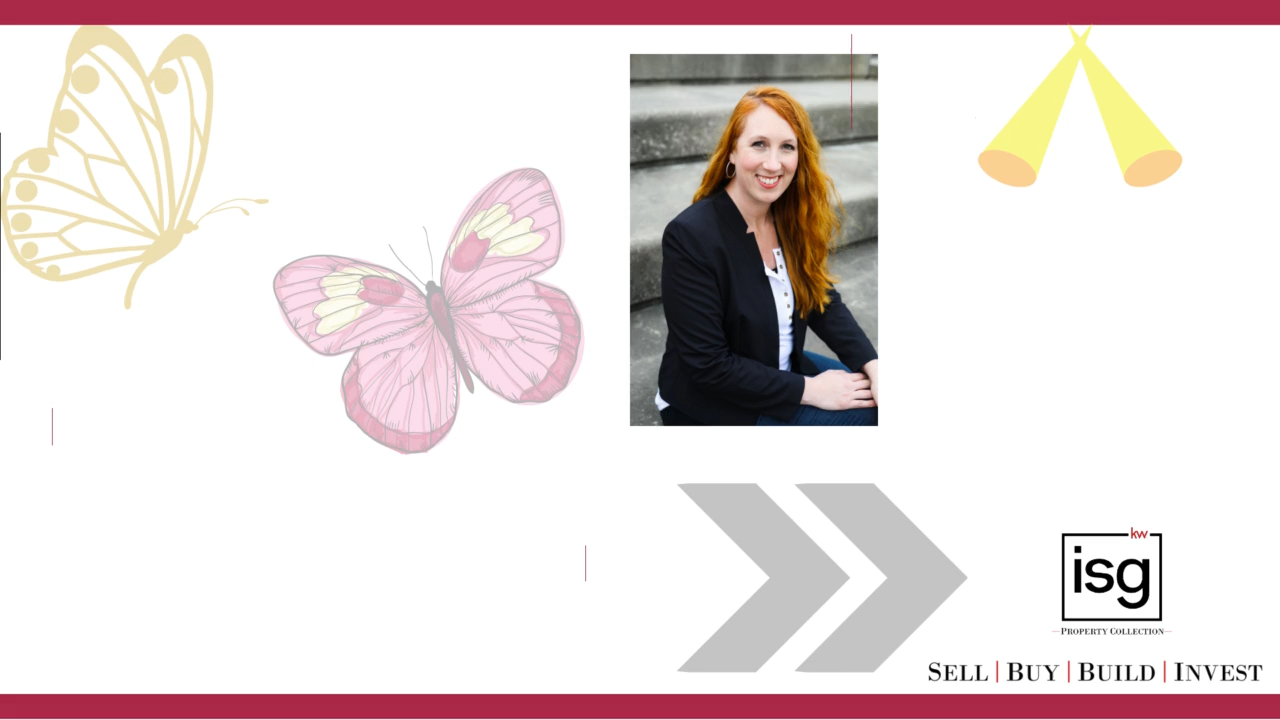 kw
isg
PROPERTY COLLECTION
SELL | BUY | BUILD | INVEST